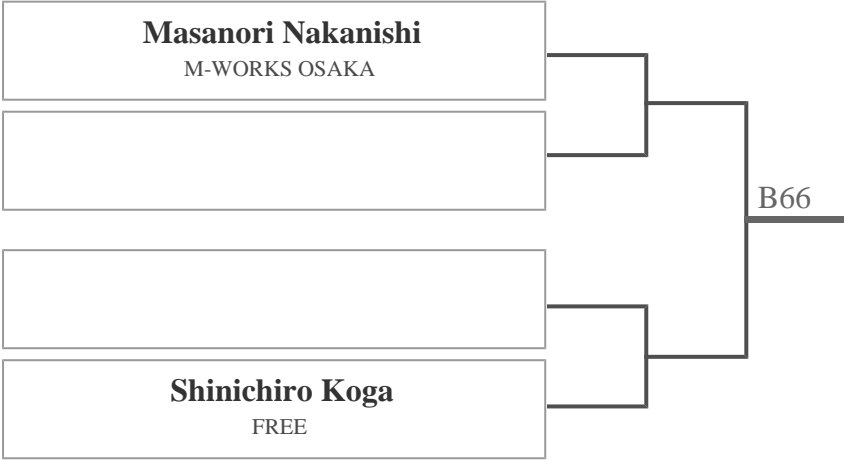 Masanori Nakanishi
M-WORKS OSAKA
B66
Shinichiro Koga
FREE